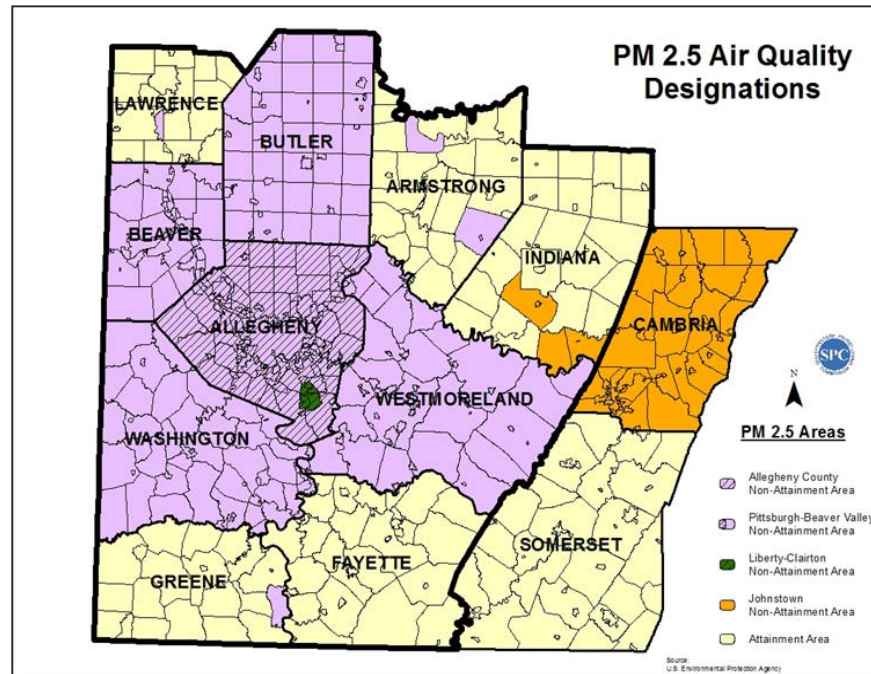 PM 2.5 Air Quality
Designations
LAWRENCE
BUTLER
ARMSTRONG
BEAVER
INDIANA
ALLEGHENY
CAMBRIA
SPC
N
WESTMORELAND
WASHINGTON
PM 2.5 Areas
Allegheny County
Non-Attainment Area
Pittsburgh-Beaver Valley
Non-Attainment Area
SOMERSET
FAYETTE
GREENE
Liberty-Clairton
Non-Attainment Area
Johnstown
Non-Attainment Area
Attainment Area
Source:
U.S. Environmental Protection Agency